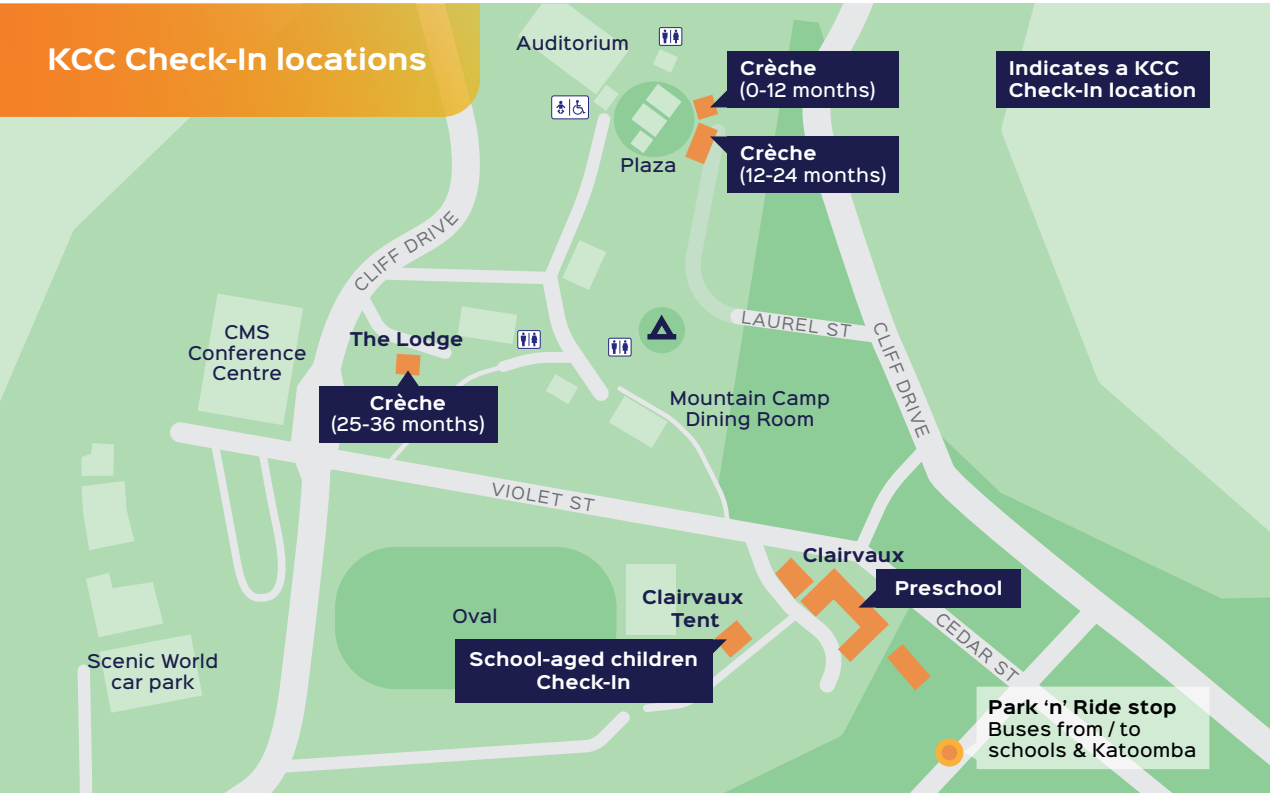 KCC Check-In locations
Auditorium
Crèche
(0-12 months)
Indicates a KCC
Check-In location
Crèche
(12-24 months)
Plaza
CLIFF DRIVE
LAUREL ST
CLIFF DRIVE
CMS
Conference
Centre
The Lodge
Crèche
(25-36 months)
Mountain Camp
Dining Room
VIOLET ST
Clairvaux
Preschool
Clairvaux
Tent
Oval
School-aged children
Check-In
CEDAR ST
Scenic World
car park
Park ‘n’ Ride stop
Buses from / to
schools & Katoomba